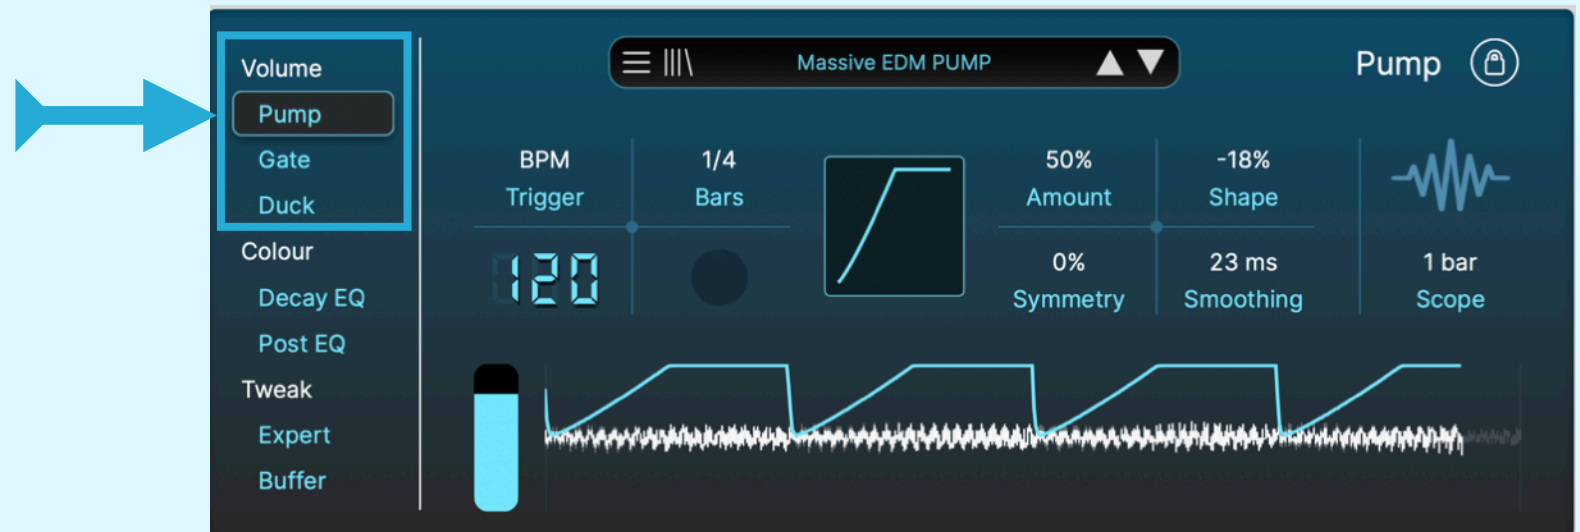 Volume
Pump
Gate
Duck
Colour
Decay EQ
Post EQ
Tweak
Expert
Buffer
Massive EDM PUMP
Pump
BPM
Trigger
1/4
Bars
120
50%
Amount
-18%
Shape
0%
Symmetry
23 ms
Smoothing
1 bar
Scope